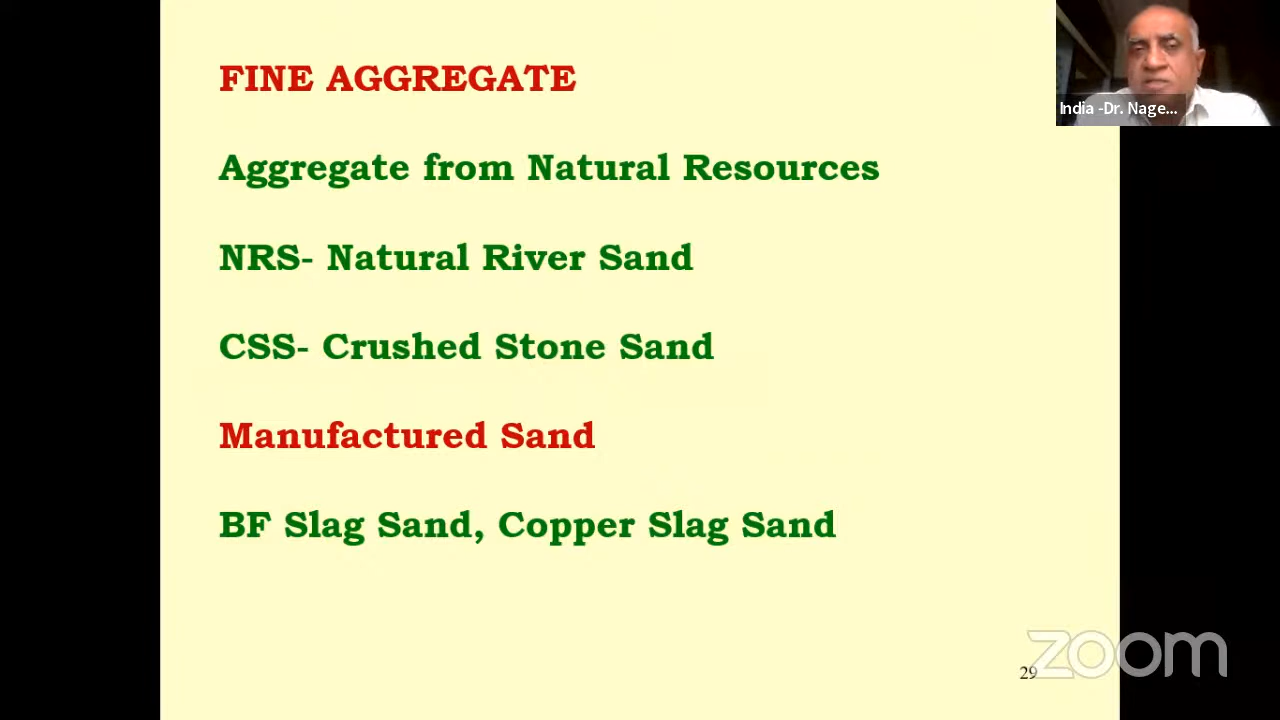 FINE AGGREGATE
India -Dr. Nage...
Aggregate from Natural Resources
NRS- Natural River Sand
CSS- Crushed Stone Sand
Manufactured Sand
BF Slag Sand, Copper Slag Sand
29
zoom